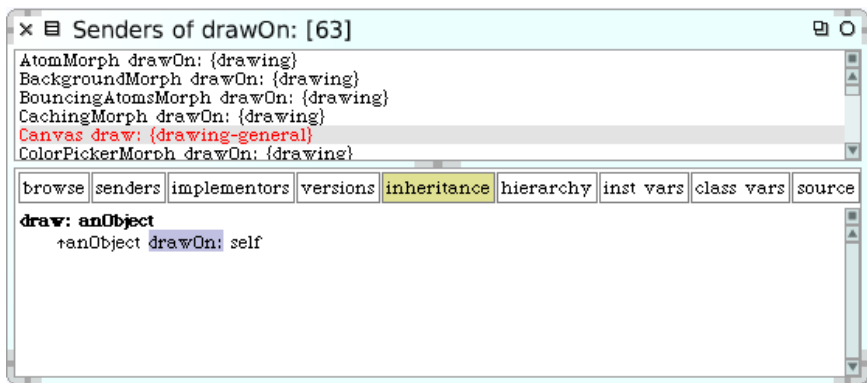 Senders of drawOn: [63]
AtomMorph drawOn: {drawing}
BackgroundMorph drawOn: {drawing}
BouncingAtomsMorph drawOn: {drawing}
CachingMorph drawOn: {drawing}
Canvas draw: {drawing-general}
ColorPickerMorph drawOn: {drawing}
browse senders implementors versions inheritance hierarchy inst vars class vars source
draw: anObject
↑anObject drawOn: self